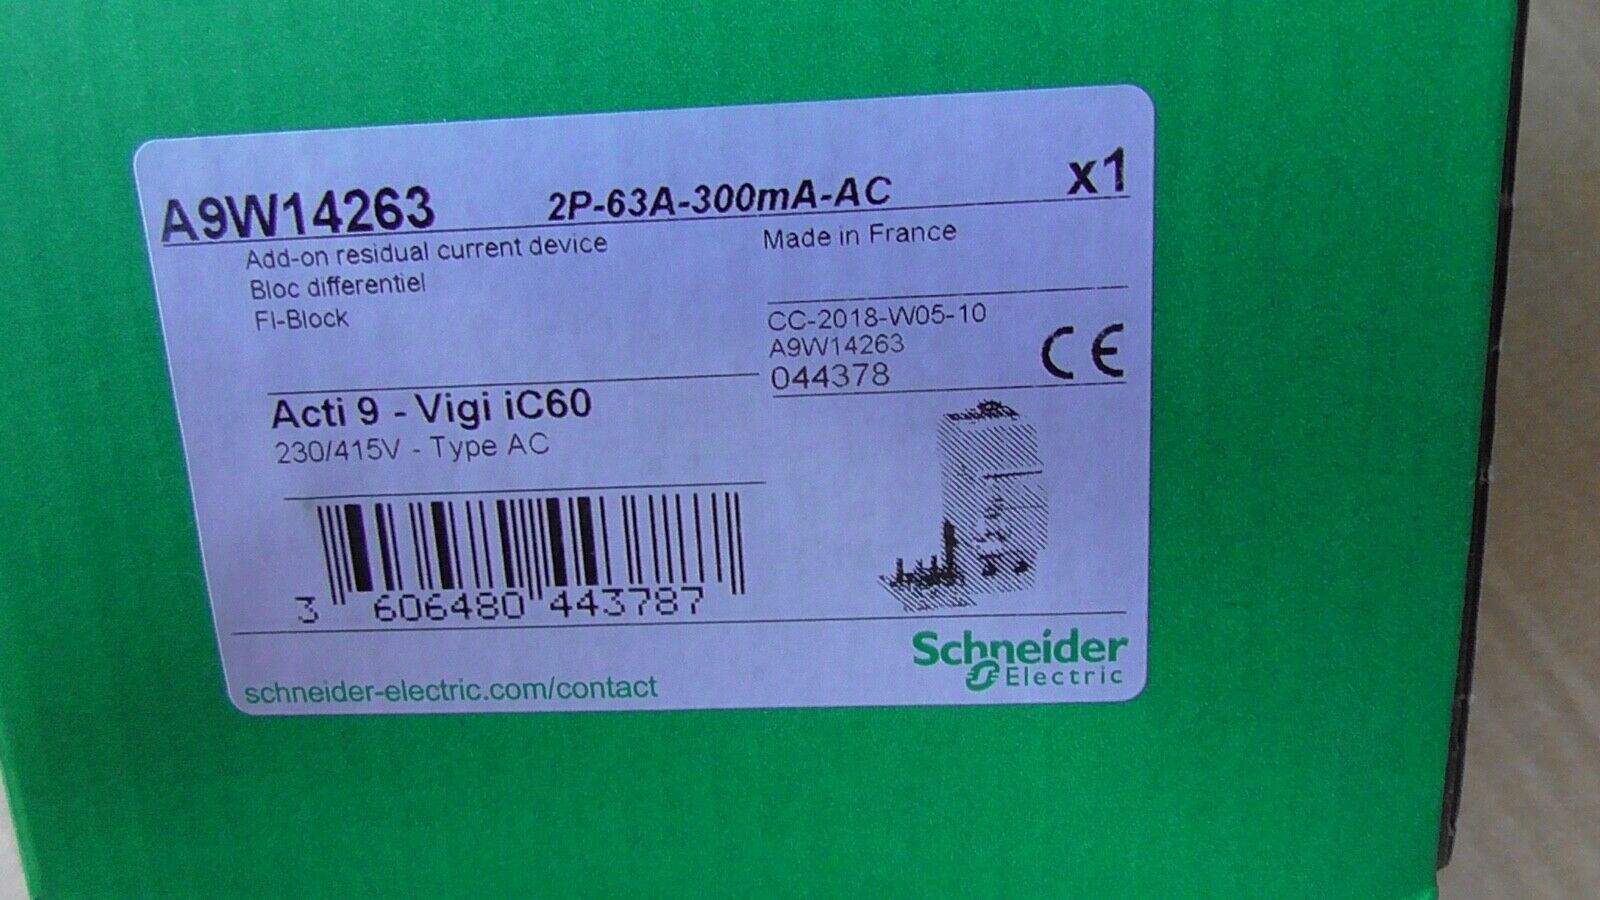 A9W14263 2P-63A-300mA-AC x1
Add-on residual current device
Bloc differentiel
FI-Block
Made in France
CC-2018-W05-10
A9W14263
044378
CE
Acti 9 - Vigi iC60
230/415V - Type AC
3 606480 443787
schneider-electric.com/contact
Schneider
Electric